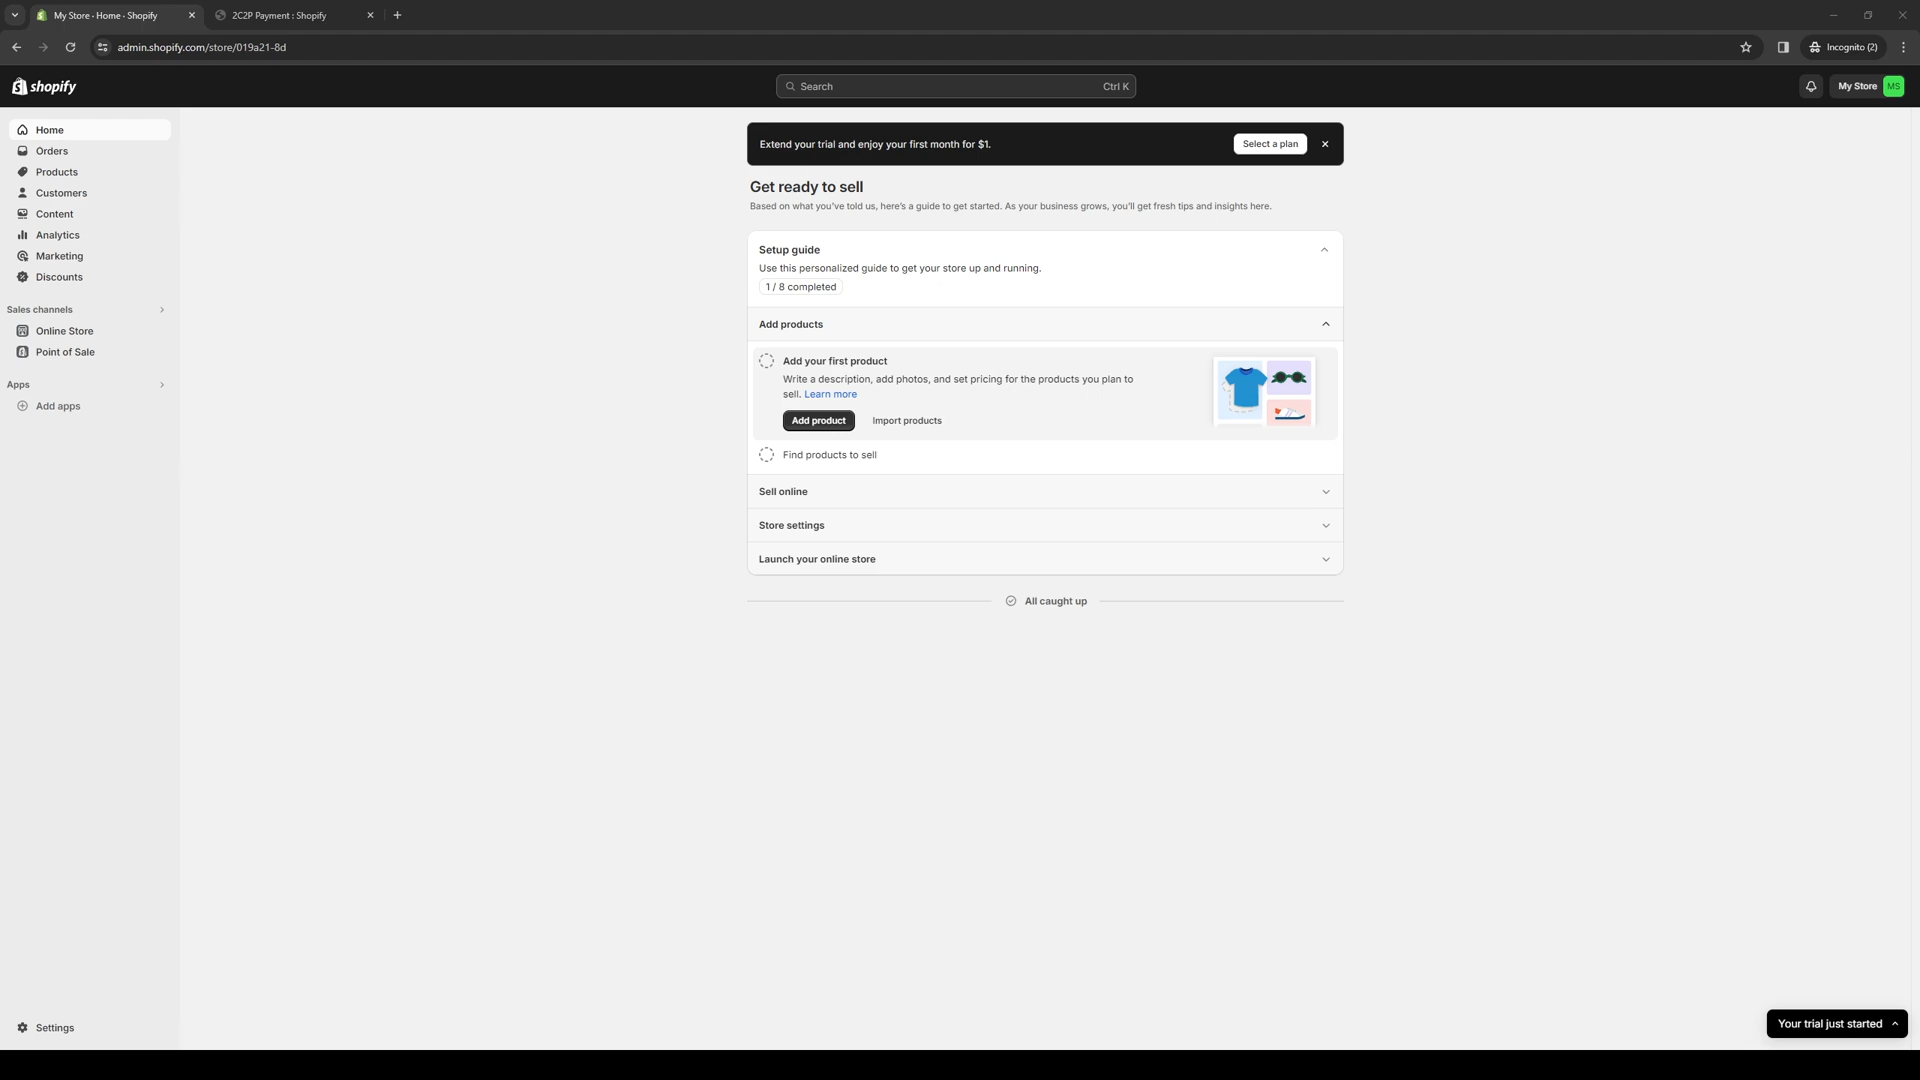 My Store - Home - Shopify
2C2P Payment : Shopify
admin.shopify.com/store/019a21-8d
Incognito (2)
shopify
Search
Ctrl K
My Store
MS
Home
Orders
Products
Customers
Content
Analytics
Marketing
Discounts
Sales channels
Online Store
Point of Sale
Apps
Add apps
Settings
Extend your trial and enjoy your first month for $1.
Select a plan
Get ready to sell
Based on what you've told us, here's a guide to get started. As your business grows, you'll get fresh tips and insights here.
Setup guide
Use this personalized guide to get your store up and running.
1 / 8 completed
Add products
Add your first product
Write a description, add photos, and set pricing for the products you plan to
sell. Learn more
Add product
Import products
Find products to sell
Sell online
Store settings
Launch your online store
All caught up
Your trial just started